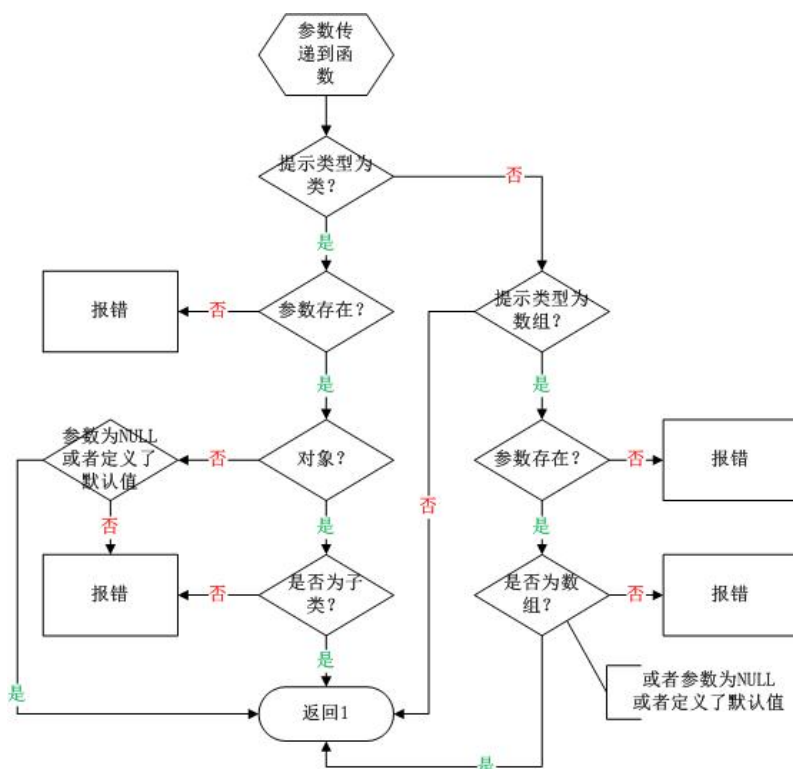 参数传
递到函
数
提示类型为
类?
否
是
报错
否
参数存在?
提示类型为
数组?
是
是
参数为NULL
或者定义了
默认值
否
对象?
参数存在?
否
报错
否
否
是
是
报错
否
是否为子
类?
是否为数
组?
否
报错
是
是
返回1
或者参数为NULL
或者定义了默认值
是